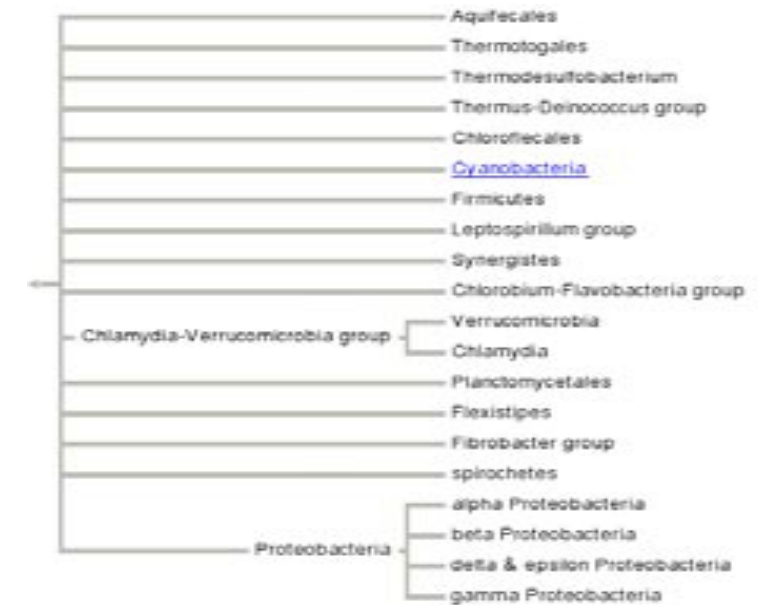 Aquifecales
Thermotogales
Thermodesulfobacterium
Thermus-Deinococcus group
Chloroflecales
Cyanobacteria
Firmicutes
Leptospirillum group
Synergistes
Chlorobium-Flavobacteria group
Chlamydia-Verrucomicrobia group
Verrucomicrobia
Chlamydia
Planctomycetales
Flexistipes
Fibrobacter group
spirochetes
Proteobacteria
alpha Proteobacteria
beta Proteobacteria
delta & epsilon Proteobacteria
gamma Proteobacteria